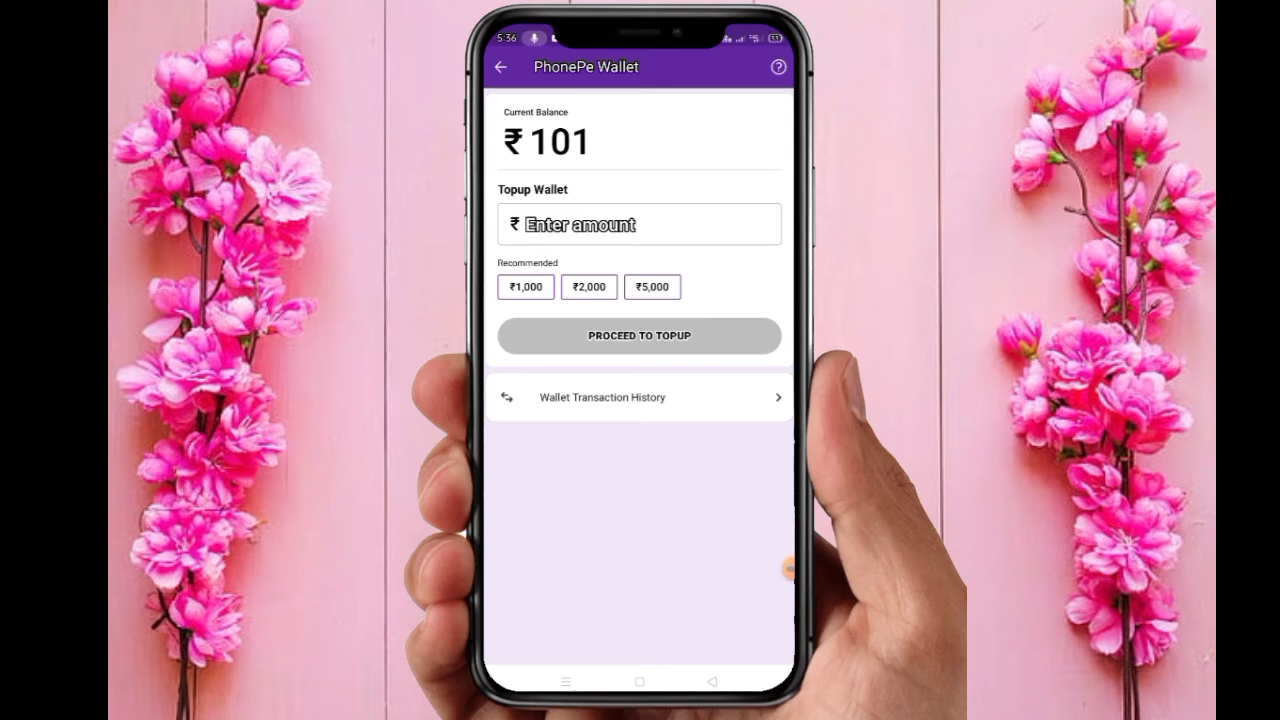 5:36
PhonePe Wallet
Current Balance
₹ 101
Topup Wallet
₹ Enter amount
Recommended
₹1,000 ₹2,000 ₹5,000
PROCEED TO TOPUP
Wallet Transaction History